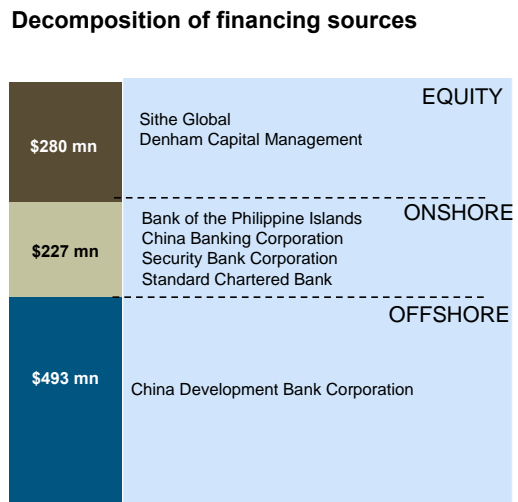 Decomposition of financing sources
EQUITY
$280 mn
Sithe Global
Denham Capital Management
ONSHORE
$227 mn
Bank of the Philippine Islands
China Banking Corporation
Security Bank Corporation
Standard Chartered Bank
OFFSHORE
$493 mn
China Development Bank Corporation